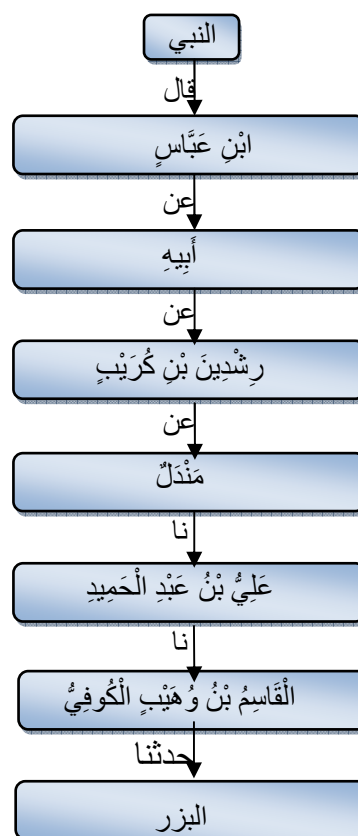 النبي
قال
ابْنِ عَبَّاسٍ
عن
أَبِيهِ
عن
رِشْدِينَ بْنِ كُرَيْبٍ
عن
مَنْدَلٌ
نا
عَلِيُّ بْنُ عَبْدِ الْحَمِيدِ
نا
الْقَاسِمُ بْنُ وُهَيْبٍ الْكُوفِيُّ
حدثنا
البزر